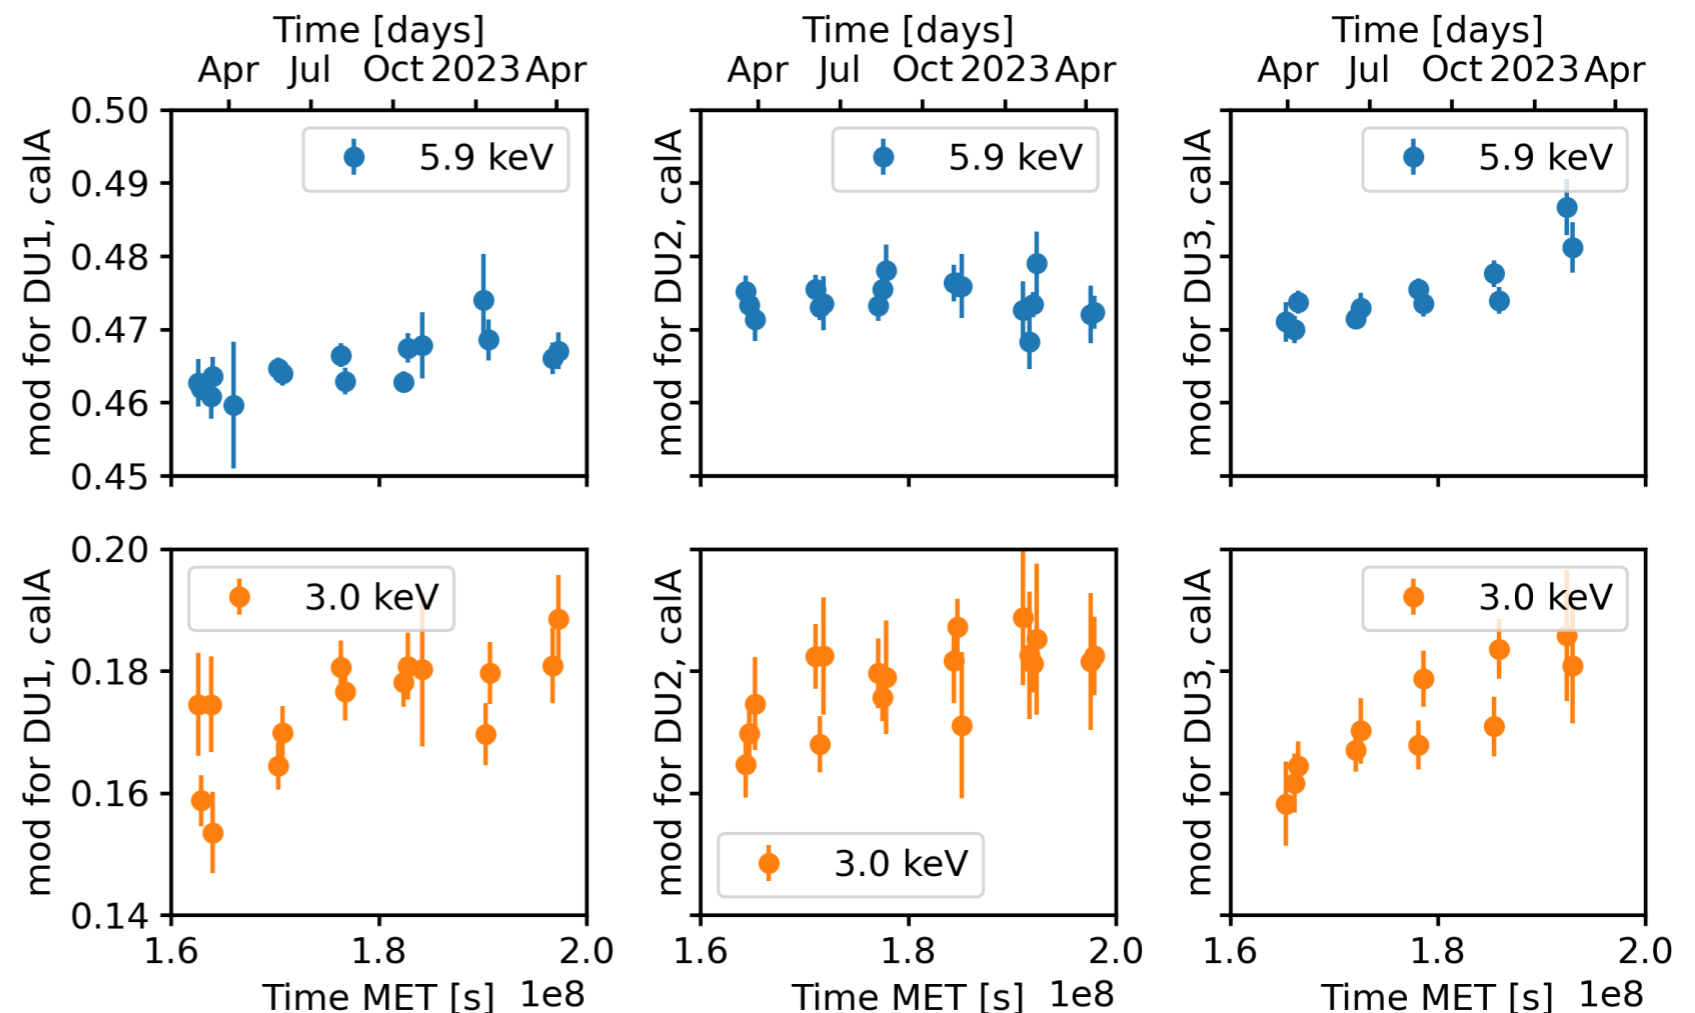 Time [days] Time [days] Time [days]
Apr Jul Oct 2023 Apr Apr Jul Oct 2023 Apr Apr Jul Oct 2023 Apr
mod for DU1, calA
0.50
0.49
0.48
0.47
0.46
0.45
5.9 keV
mod for DU2, calA
5.9 keV
mod for DU3, calA
5.9 keV
mod for DU1, calA
0.20
0.18
0.16
0.14
3.0 keV
mod for DU2, calA
3.0 keV
mod for DU3, calA
3.0 keV
1.6 1.8 2.0 1.6 1.8 2.0 1.6 1.8 2.0
Time MET [s] 1e8 Time MET [s] 1e8 Time MET [s] 1e8